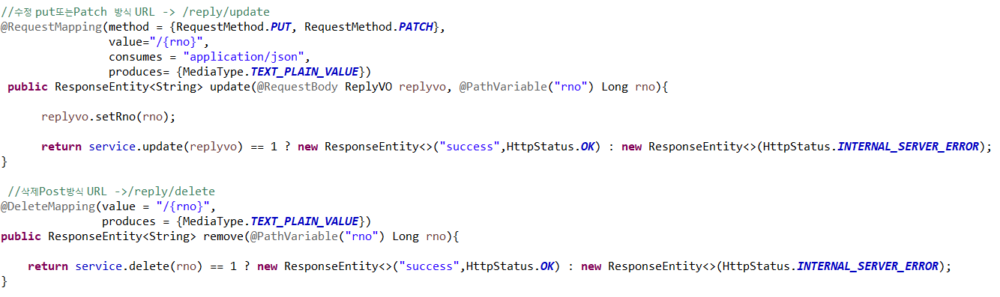 //수정 put또는Patch 방식 URL -> /reply/update
@RequestMapping(method = {RequestMethod.PUT, RequestMethod.PATCH},
value="/{rno}",
consumes = "application/json",
produces= {MediaType.TEXT_PLAIN_VALUE})
public ResponseEntity<String> update(@RequestBody ReplyVO replyvo, @PathVariable("rno") Long rno){
replyvo.setRno(rno);
return service.update(replyvo) == 1 ? new ResponseEntity<>("success",HttpStatus.OK) : new ResponseEntity<>(HttpStatus.INTERNAL_SERVER_ERROR);
}
//삭제Post방식 URL ->/reply/delete
@DeleteMapping(value = "/{rno}",
produces = {MediaType.TEXT_PLAIN_VALUE})
public ResponseEntity<String> remove(@PathVariable("rno") Long rno){
return service.delete(rno) == 1 ? new ResponseEntity<>("success",HttpStatus.OK) : new ResponseEntity<>(HttpStatus.INTERNAL_SERVER_ERROR);
}